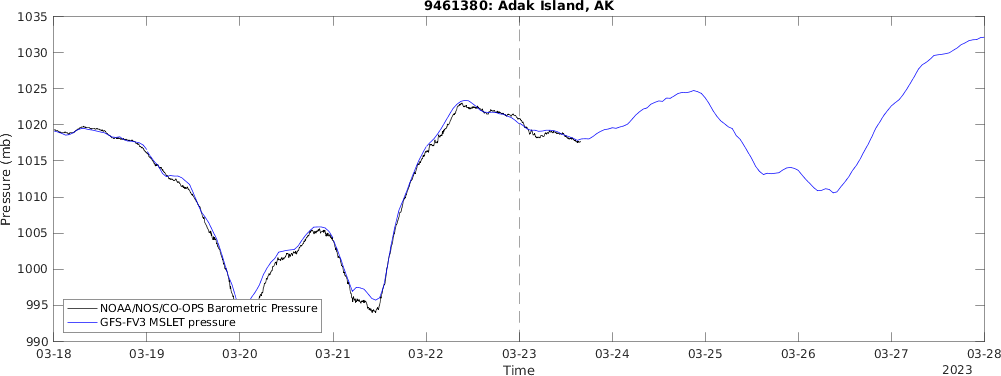 9461380: Adak Island, AK
Pressure (mb)
1035
1030
1025
1020
1015
1010
1005
1000
995
990
NOAA/NOS/CO-OPS Barometric Pressure
GFS-FV3 MSLET pressure
03-18 03-19 03-20 03-21 03-22 03-23 03-24 03-25 03-26 03-27 03-28
Time
2023